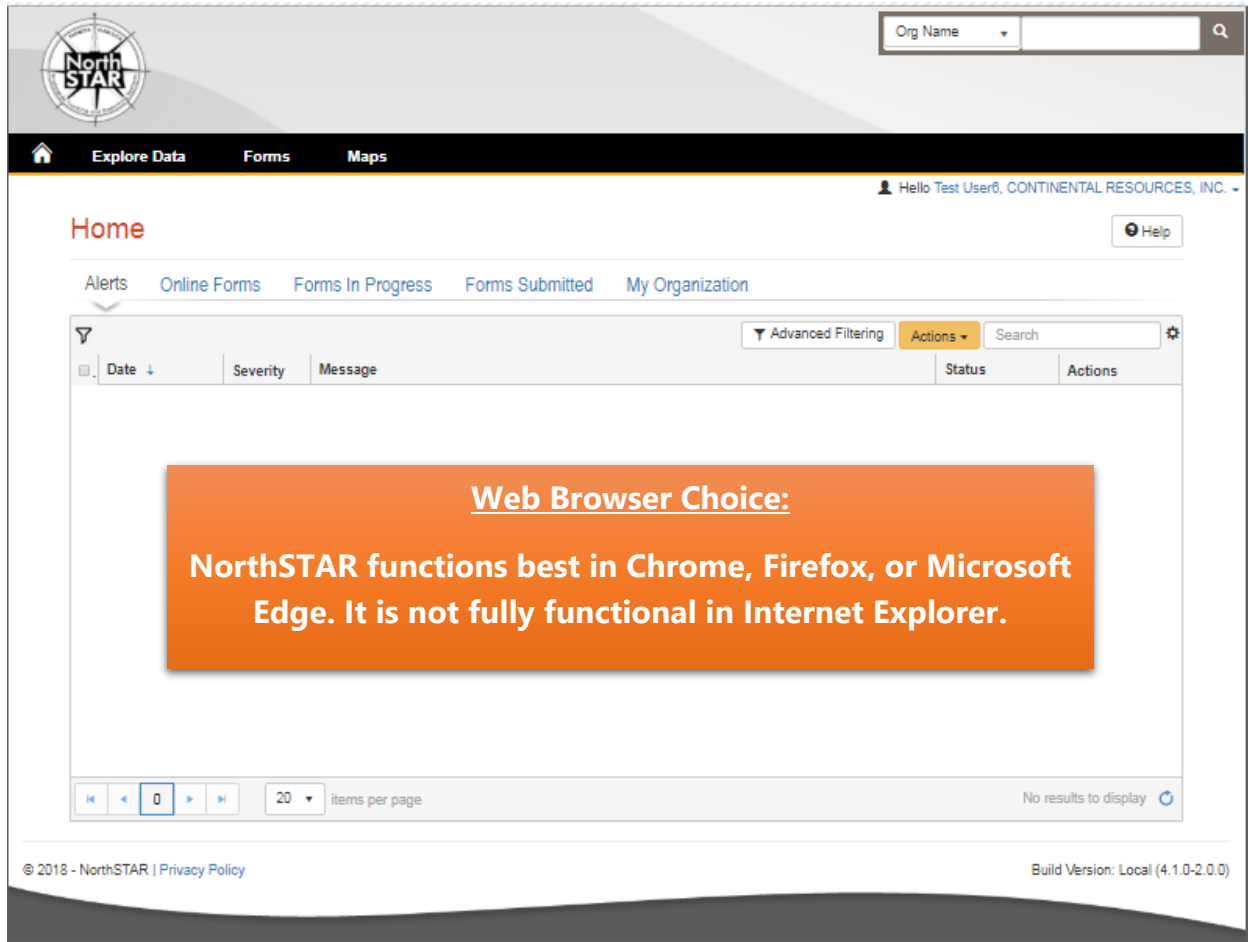 Org Name
North
STAR
Explore Data Forms Maps
Hello Test User6, CONTINENTAL RESOURCES, INC.
Home
Help
Alerts Online Forms Forms In Progress Forms Submitted My Organization
Advanced Filtering Actions Search
Date Severity Message Status Actions
Web Browser Choice:
NorthSTAR functions best in Chrome, Firefox, or Microsoft
Edge. It is not fully functional in Internet Explorer.
0 20 items per page No results to display
© 2018 - NorthSTAR | Privacy Policy Build Version: Local (4.1.0-2.0.0)